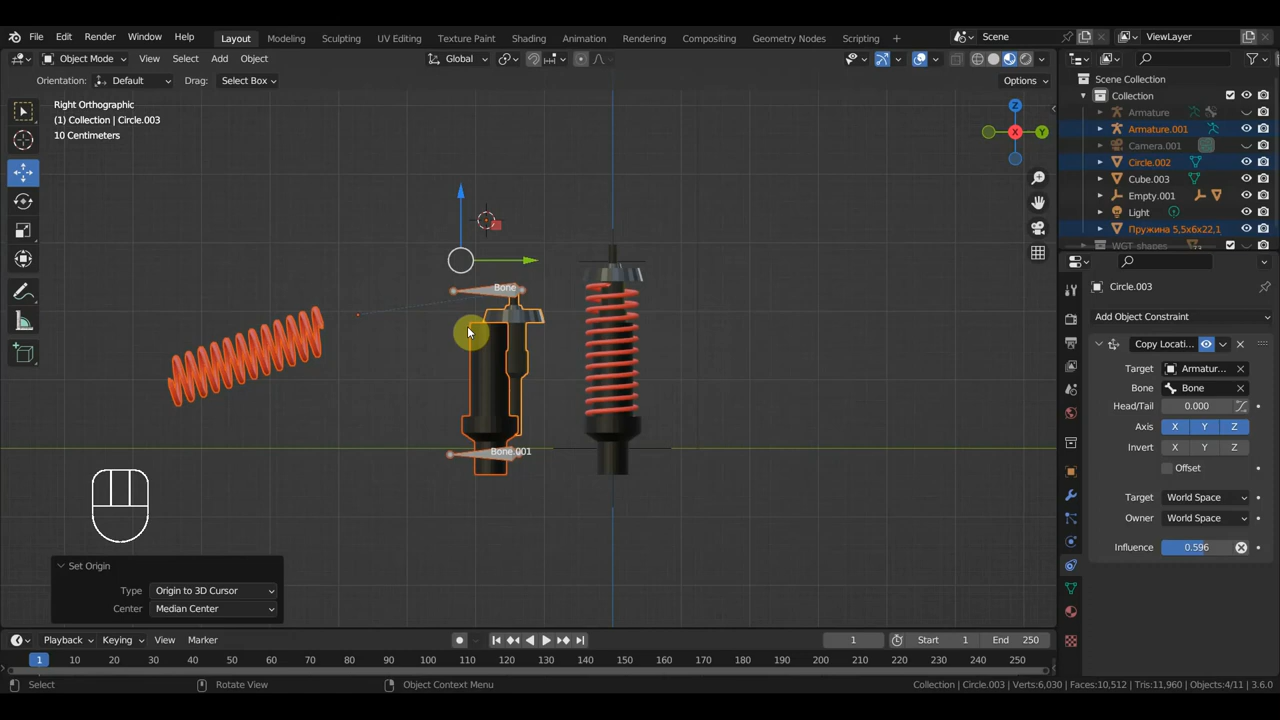 File Edit Render Window Help Layout Modeling Sculpting UV Editing Texture Paint Shading Animation Rendering Compositing Geometry Nodes Scripting + Scene ViewLayer
Object Mode View Select Add Object Global Options
Orientation: Default Drag: Select Box
Right Orthographic
(1) Collection | Circle.003
10 Centimeters
Z
Y
X
Bone
Bone.001
Scene Collection
Collection
Armature
Armature.001
Camera.001
Circle.002
Cube.003
Empty.001
Light
Пружина 5,5x6x22,1
WGT_shapes
Circle.003
Add Object Constraint
Copy Locati...
Target Armatur...
Bone Bone
Head/Tail 0.000
Axis X Y Z
Invert X Y Z
Offset
Target World Space
Owner World Space
Influence 0.596
Set Origin
Type Origin to 3D Cursor
Center Median Center
Playback Keying View Marker 1 Start 1 End 250
1 10 20 30 40 50 60 70 80 90 100 110 120 130 140 150 160 170 180 190 200 210 220 230 240 250
Select Rotate View Object Context Menu Collection | Circle.003 | Verts:6,030 | Faces:10,512 | Tris:11,960 | Objects:4/11 | 3.6.0